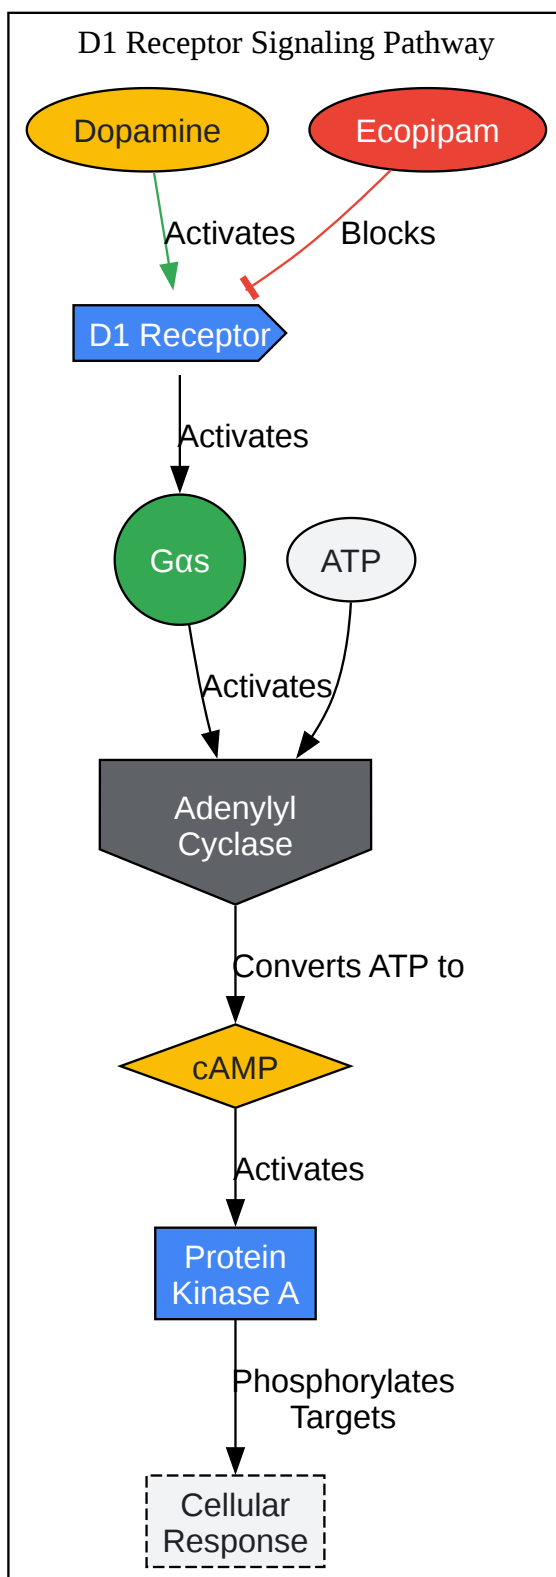 D1 Receptor Signaling Pathway
Dopamine
Ecopipam
Activates
Blocks
D1 Receptor
Activates
Gαs
ATP
Activates
Adenylyl
Cyclase
Converts ATP to
cAMP
Activates
Protein
Kinase A
Phosphorylates
Targets
Cellular
Response